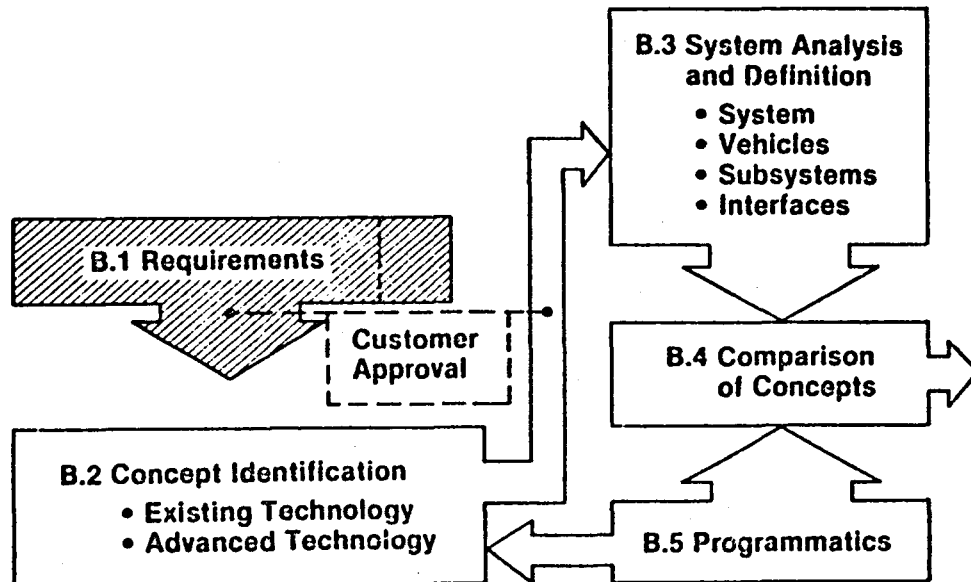 B.3 System Analysis
and Definition
• System
• Vehicles
• Subsystems
• Interfaces
B.1 Requirements
Customer
Approval
B.4 Comparison
of Concepts
B.2 Concept Identification
• Existing Technology
• Advanced Technology
B.5 Programmatics